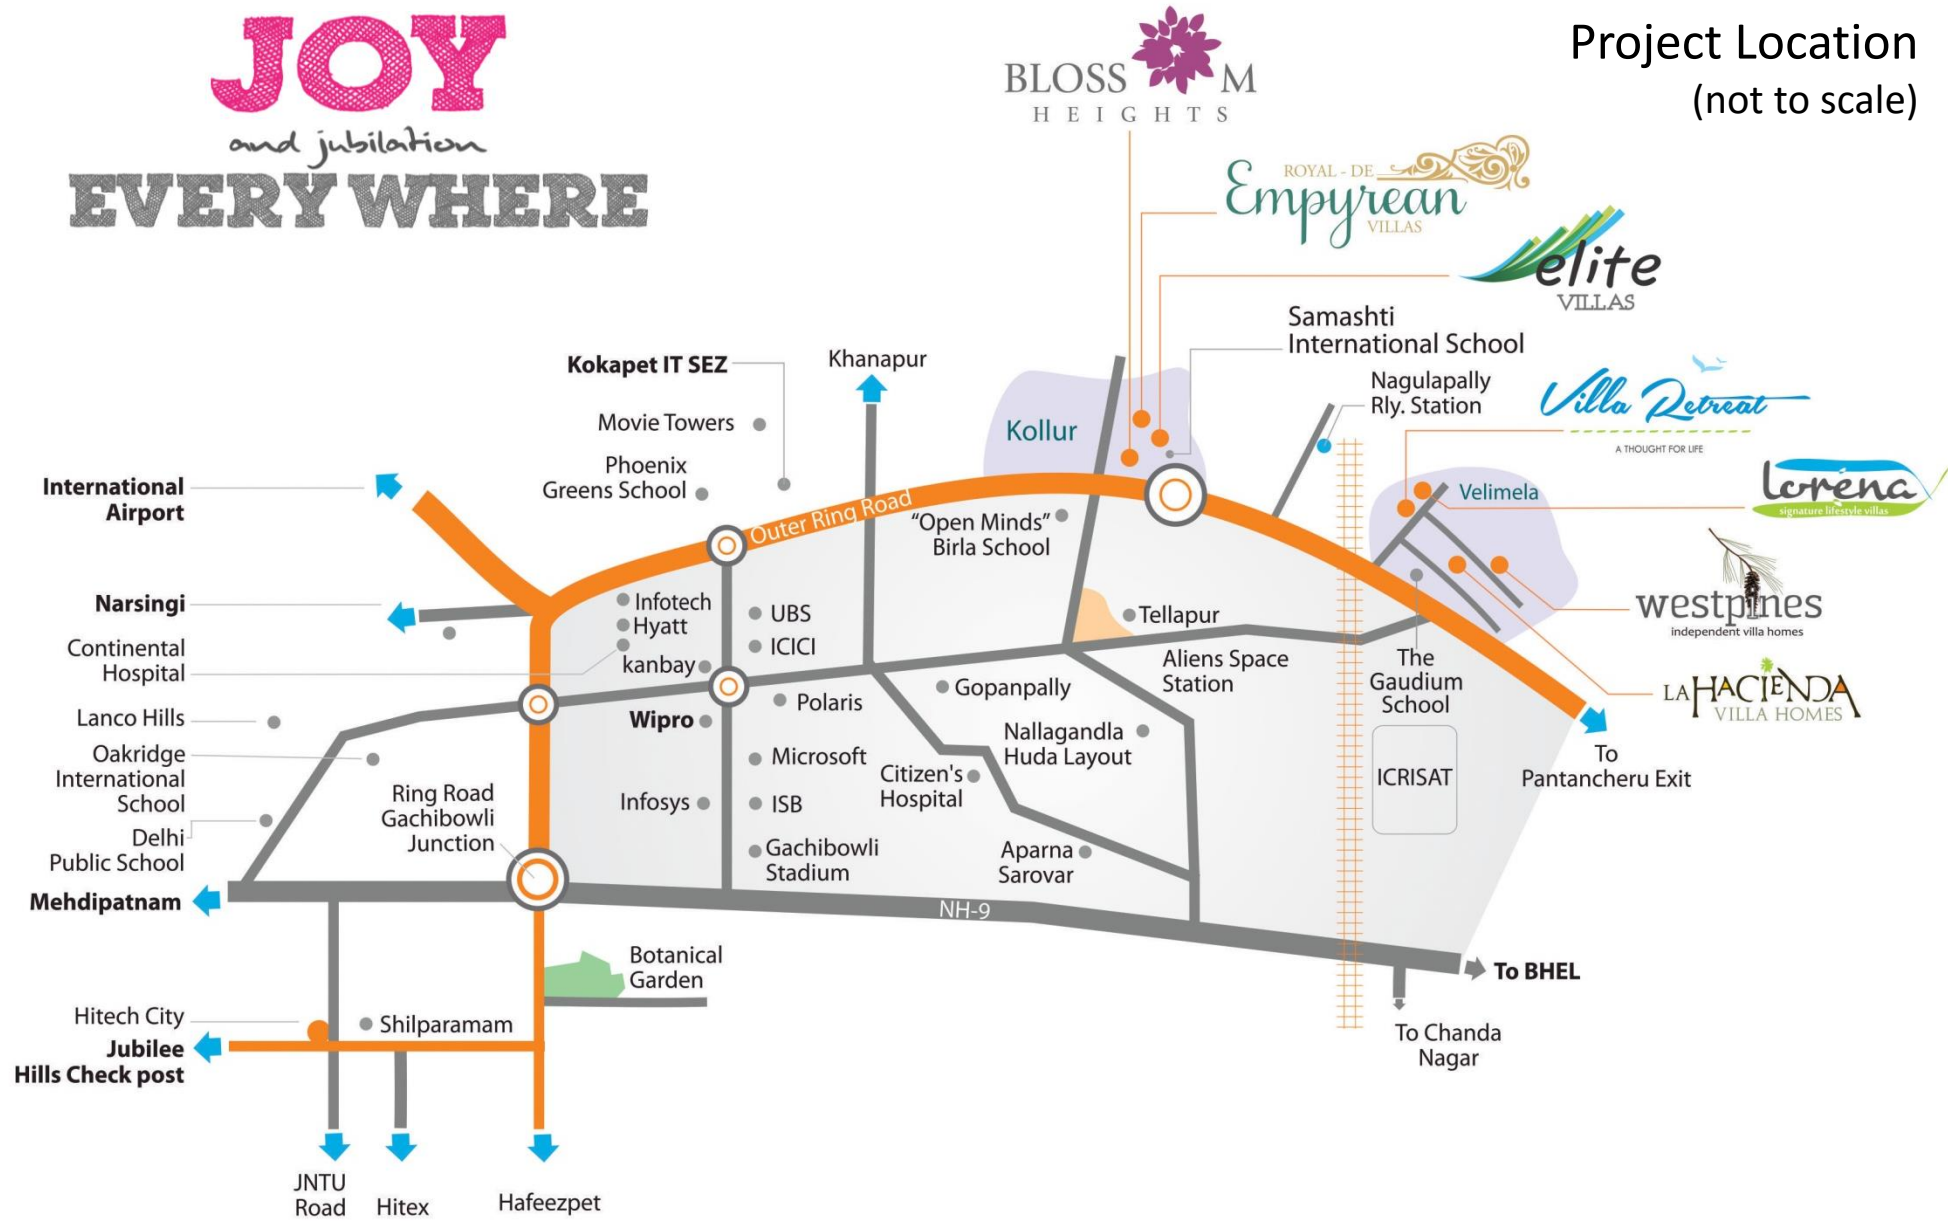 JOY
and jubilation
EVERY WHERE
Project Location
(not to scale)
BLOSSOM
HEIGHTS
ROYAL - DE
Empyrean
VILLAS
elite
VILLAS
Samashti
International School
Nagulapally
Rly. Station
Villa Retreat
A THOUGHT FOR LIFE
Lorena
signature lifestyle villas
westpines
independent villa homes
LA HACIENDA
VILLA HOMES
Kokapet IT SEZ
Khanapur
Movie Towers
Phoenix
Greens School
Kollur
Velimela
International
Airport
Outer Ring Road
"Open Minds"
Birla School
Narsingi
Infotech
Hyatt
kanbay
UBS
ICICI
Tellapur
Continental
Hospital
Aliens Space
Station
The
Gaudium
School
Lanco Hills
Wipro
Polaris
Gopanpally
Oakridge
International
School
Microsoft
Nallagandla
Huda Layout
Citizen's
Hospital
ICRISAT
To
Pantancheru Exit
Ring Road
Gachibowli
Junction
Infosys
ISB
Delhi
Public School
Gachibowli
Stadium
Aparna
Sarovar
Mehdipatnam
NH-9
Botanical
Garden
To BHEL
Hitech City
Shilparamam
To Chanda
Nagar
Jubilee
Hills Check post
JNTU
Road
Hitex
Hafeezpet